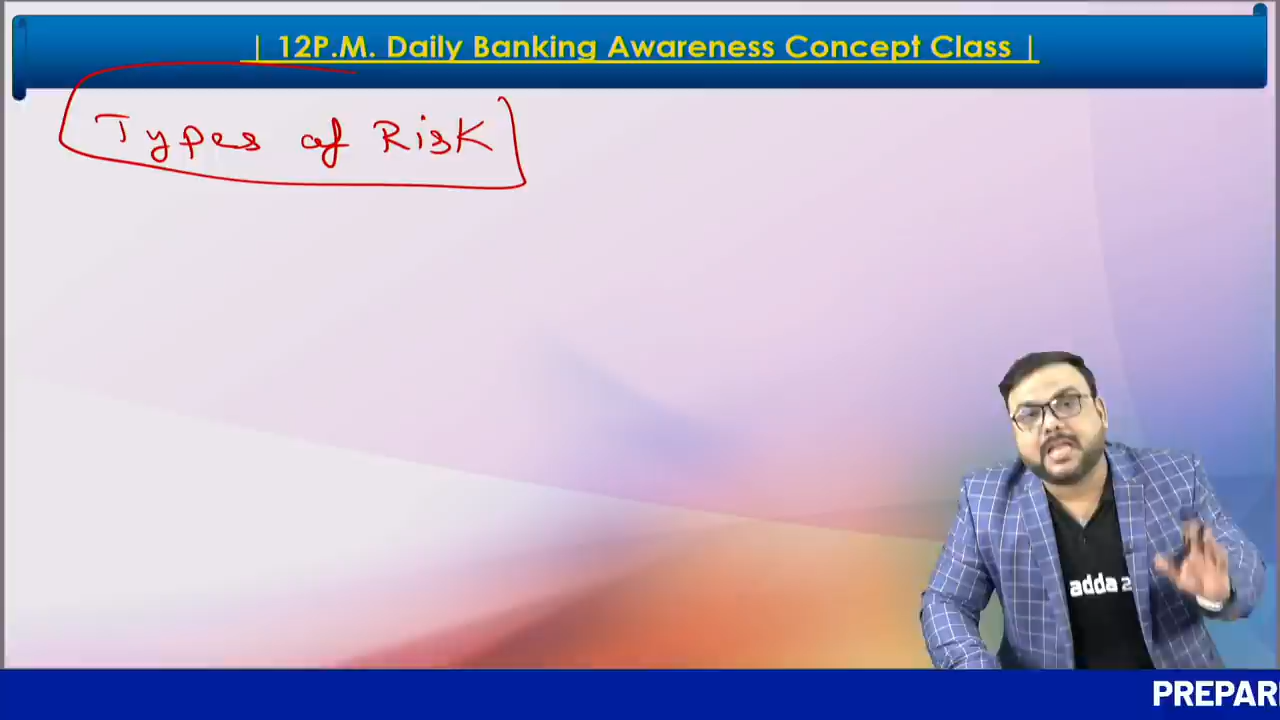 | 12P.M. Daily Banking Awareness Concept Class |
Types of Risk
adda 2
PREPAR